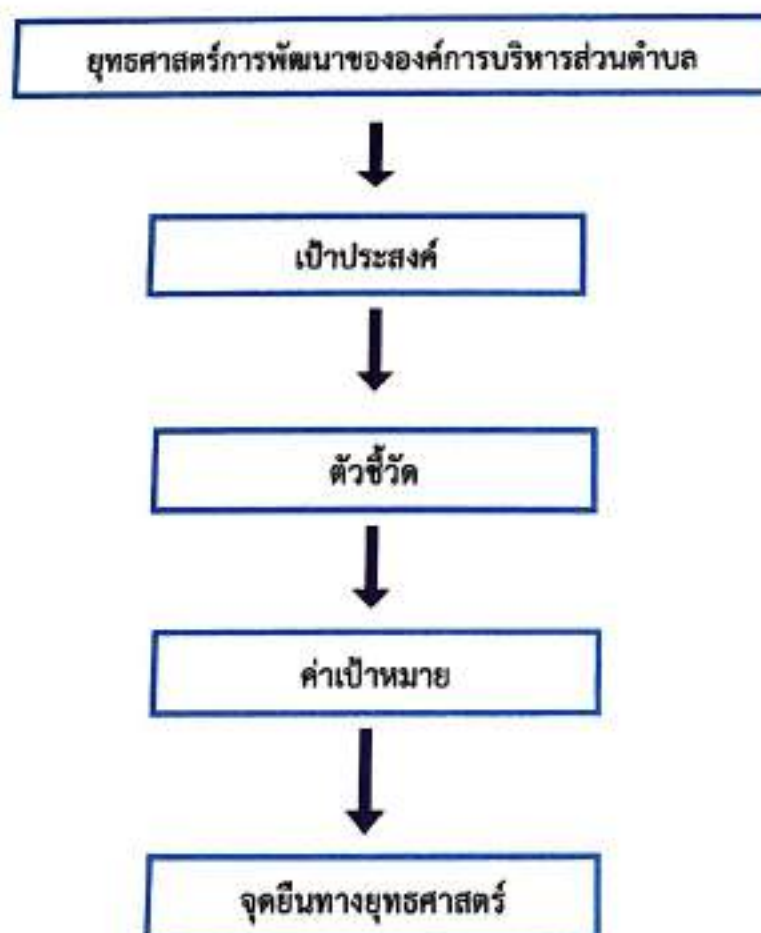 ยุทธศาสตร์การพัฒนาขององค์การบริหารส่วนตำบล
เป้าประสงค์
ตัวชี้วัด
ค่าเป้าหมาย
จุดยืนทางยุทธศาสตร์